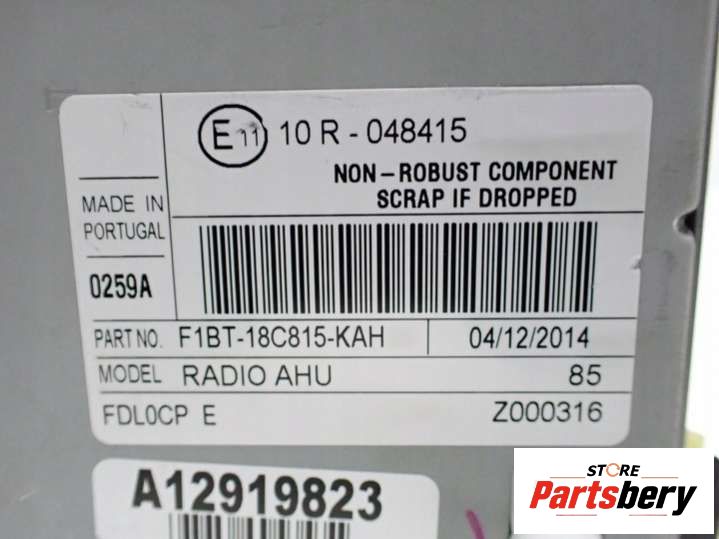 E11 10 R - 048415
NON-ROBUST COMPONENT
SCRAP IF DROPPED
MADE IN
PORTUGAL
0259A
PART NO. F1BT-18C815-KAH 04/12/2014
MODEL RADIO AHU 85
FDL0CP E Z000316
A12919823
STORE
Partsbery